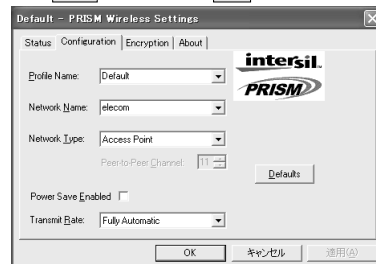 Default - PRISM Wireless Settings
Status Configuration Encryption About
intersil
PRISM
Profile Name: Default
Network Name: elecom
Network Type: Access Point
Peer-to-Peer Channel: 11
Defaults
Power Save Enabled
Transmit Rate: Fully Automatic
OK キャンセル 適用(A)